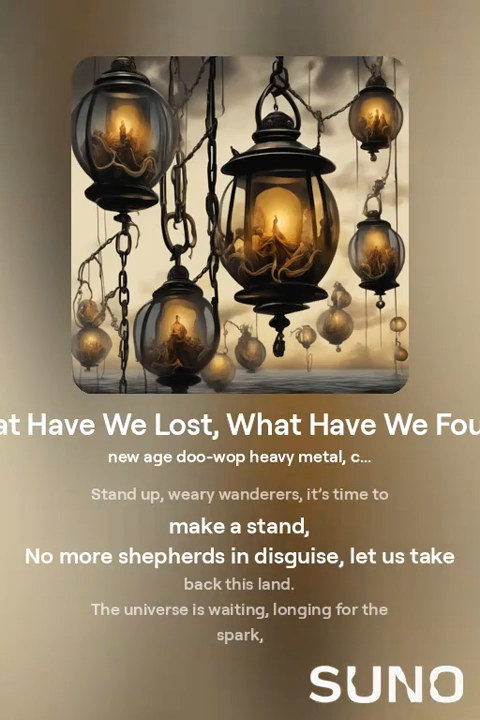 at Have We Lost, What Have We Fou
new age doo-wop heavy metal, c...
Stand up, weary wanderers, it’s time to
make a stand,
No more shepherds in disguise, let us take
back this land.
The universe is waiting, longing for the
spark,
SUNO